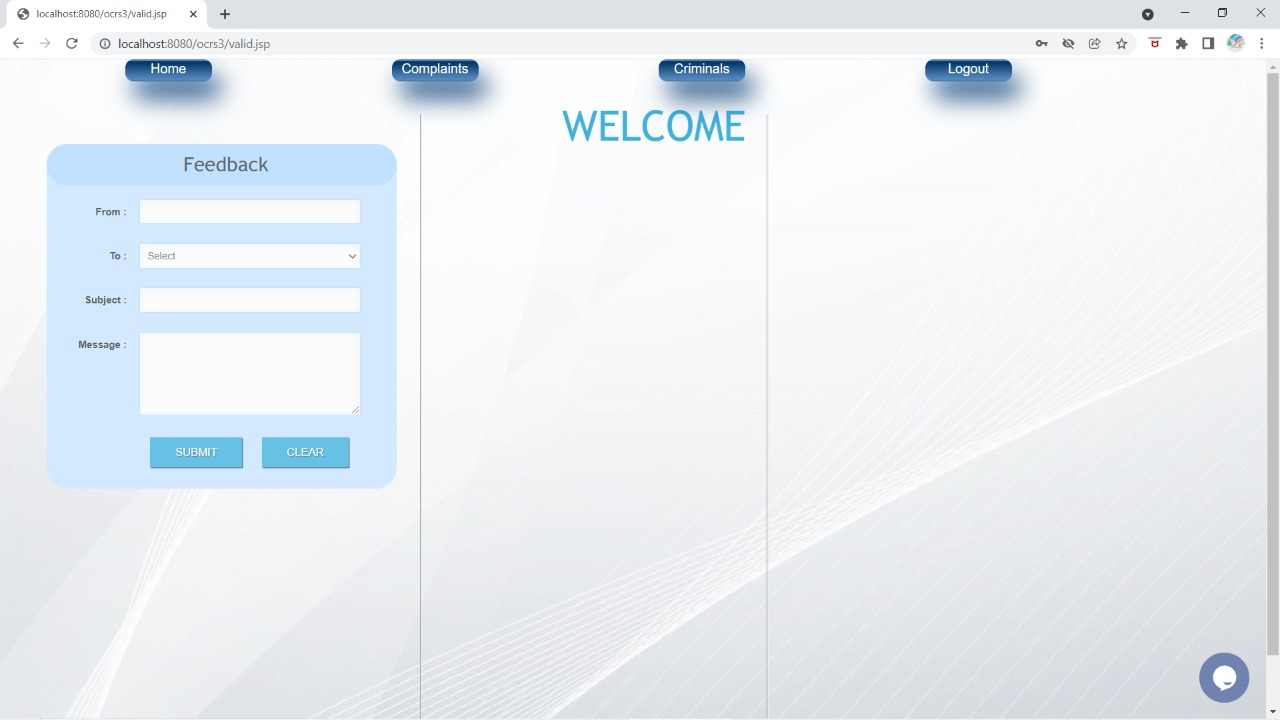 localhost:8080/ocrs3/valid.jsp
localhost:8080/ocrs3/valid.jsp
Home
Complaints
Criminals
Logout
WELCOME
Feedback
From :
To :
Select
Subject :
Message :
SUBMIT
CLEAR